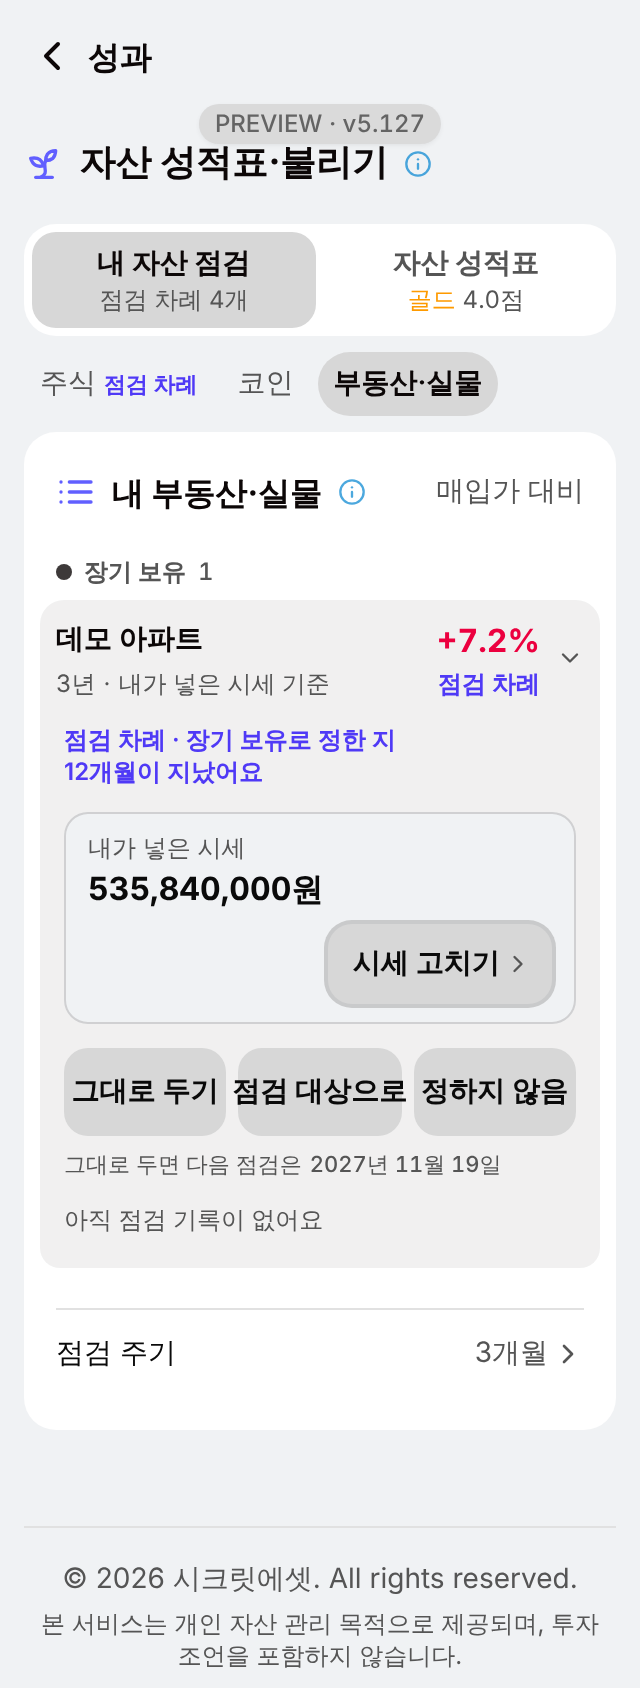 성과
PREVIEW · v5.127
자산 성적표·불리기
내 자산 점검
점검 차례 4개
자산 성적표
골드 4.0점
주식 점검 차례
코인
부동산·실물
내 부동산·실물
매입가 대비
장기 보유 1
데모 아파트
+7.2%
3년 · 내가 넣은 시세 기준
점검 차례
점검 차례 · 장기 보유로 정한 지
12개월이 지났어요
내가 넣은 시세
535,840,000원
시세 고치기
그대로 두기
점검 대상으로
정하지 않음
그대로 두면 다음 점검은 2027년 11월 19일
아직 점검 기록이 없어요
점검 주기
3개월
© 2026 시크릿에셋. All rights reserved.
본 서비스는 개인 자산 관리 목적으로 제공되며, 투자
조언을 포함하지 않습니다.